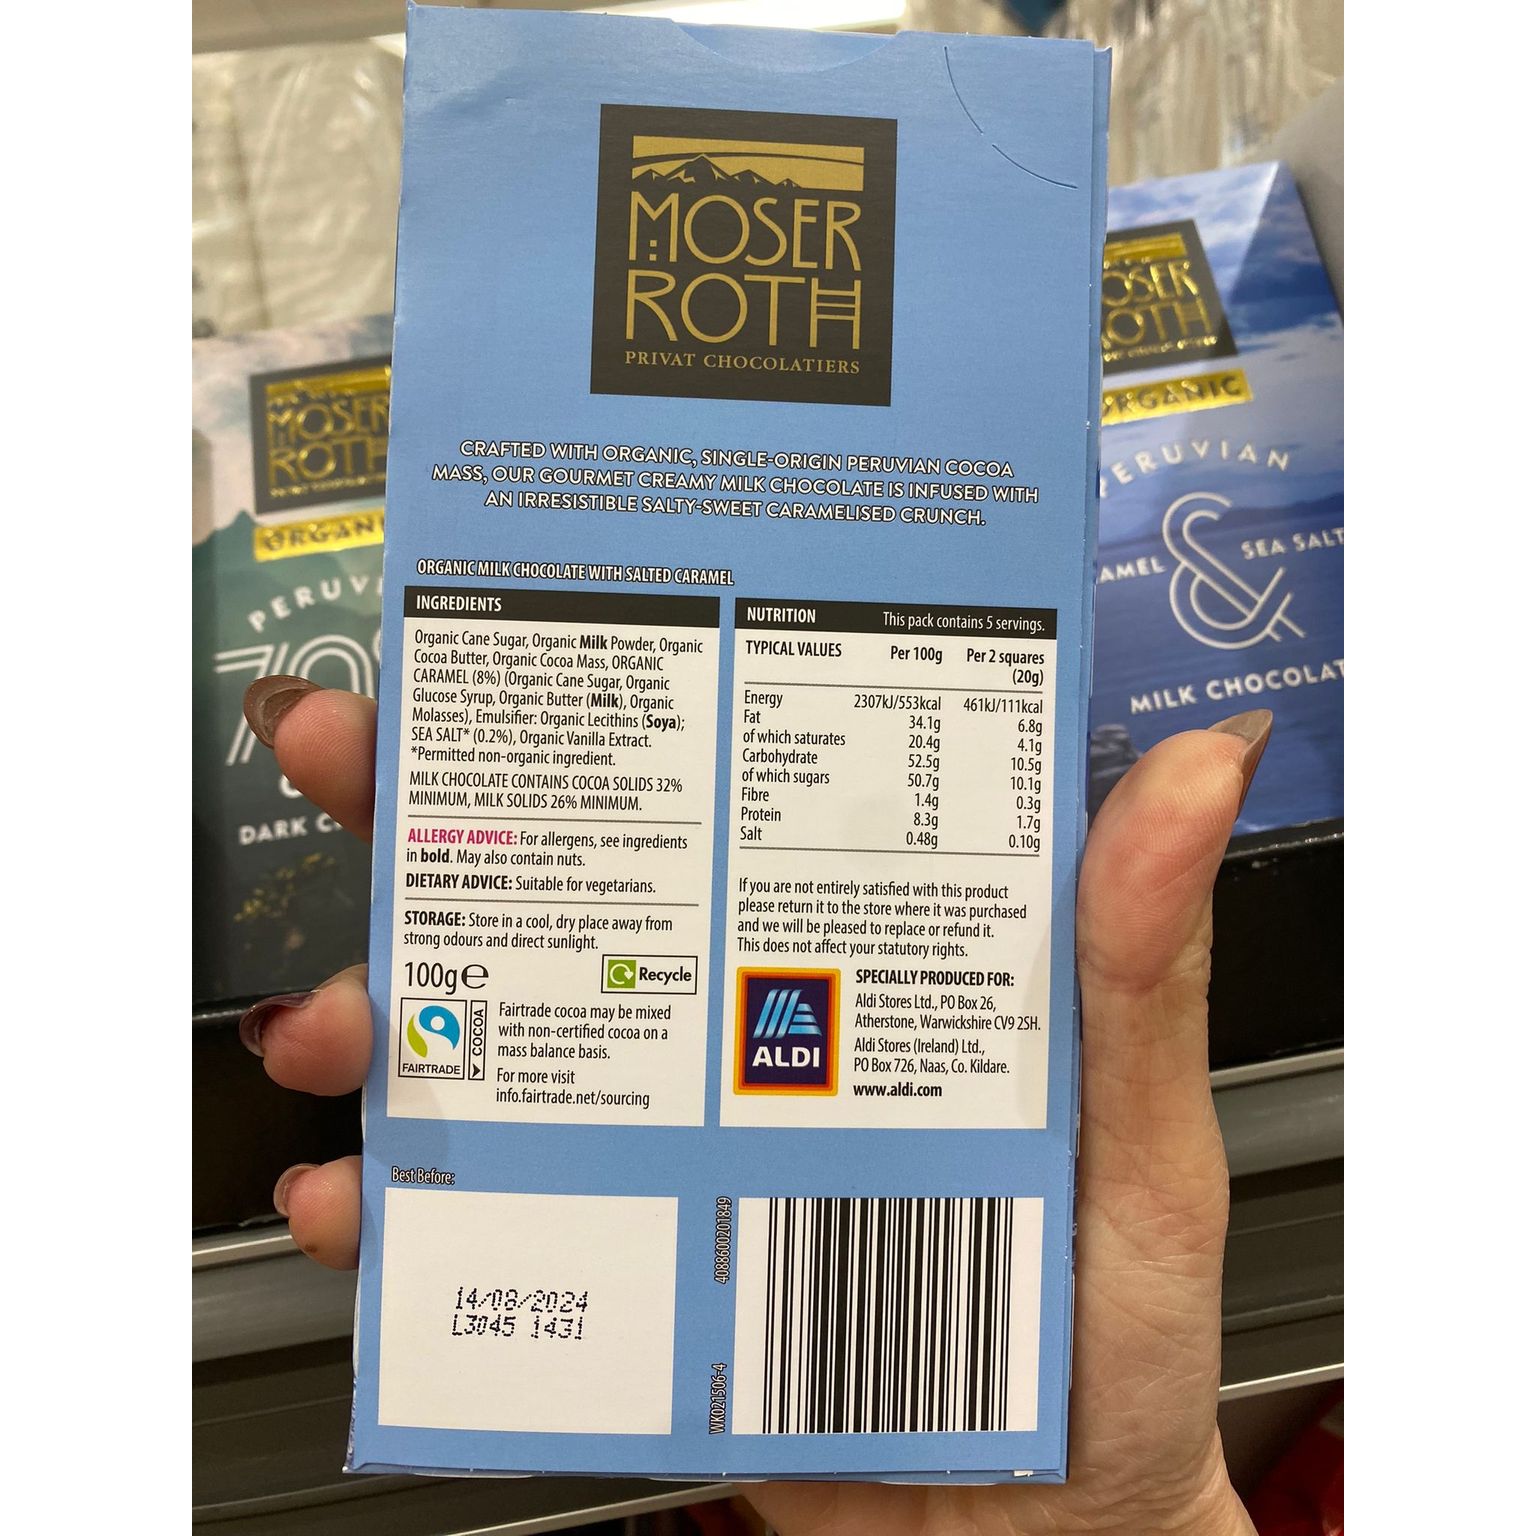 MOSER
ROTH
PRIVAT CHOCOLATIERS
CRAFTED WITH ORGANIC, SINGLE-ORIGIN PERUVIAN COCOA
MASS, OUR GOURMET CREAMY MILK CHOCOLATE IS INFUSED WITH
AN IRRESISTIBLE SALTY-SWEET CARAMELISED CRUNCH.
ORGANIC MILK CHOCOLATE WITH SALTED CARAMEL
INGREDIENTS
Organic Cane Sugar, Organic Milk Powder, Organic
Cocoa Butter, Organic Cocoa Mass, ORGANIC
CARAMEL (8%) (Organic Cane Sugar, Organic
Glucose Syrup, Organic Butter (Milk), Organic
Molasses), Emulsifier: Organic Lecithins (Soya);
SEA SALT* (0.2%), Organic Vanilla Extract.
*Permitted non-organic ingredient.
MILK CHOCOLATE CONTAINS COCOA SOLIDS 32%
MINIMUM, MILK SOLIDS 26% MINIMUM.
ALLERGY ADVICE: For allergens, see ingredients
in bold. May also contain nuts.
DIETARY ADVICE: Suitable for vegetarians.
STORAGE: Store in a cool, dry place away from
strong odours and direct sunlight.
100g℮
Recycle
FAIRTRADE
COCOA
Fairtrade cocoa may be mixed
with non-certified cocoa on a
mass balance basis.
For more visit
info.fairtrade.net/sourcing
NUTRITION This pack contains 5 servings.
TYPICAL VALUES Per 100g Per 2 squares
(20g)
Energy 2307kJ/553kcal 461kJ/111kcal
Fat 34.1g 6.8g
of which saturates 20.4g 4.1g
Carbohydrate 52.5g 10.5g
of which sugars 50.7g 10.1g
Fibre 1.4g 0.3g
Protein 8.3g 1.7g
Salt 0.48g 0.10g
If you are not entirely satisfied with this product
please return it to the store where it was purchased
and we will be pleased to replace or refund it.
This does not affect your statutory rights.
ALDI
SPECIALLY PRODUCED FOR:
Aldi Stores Ltd., PO Box 26,
Atherstone, Warwickshire CV9 2SH.
Aldi Stores (Ireland) Ltd.,
PO Box 726, Naas, Co. Kildare.
www.aldi.com
Best Before:
14/08/2024
L3045 1431
4088600201849
WK021506-4
MOSER
ROTH
ORGAN
PERUV
70
DARK C
OSER
OTH
ORGANIC
PERUVIAN
AMEL & SEA SALT
MILK CHOCOLAT